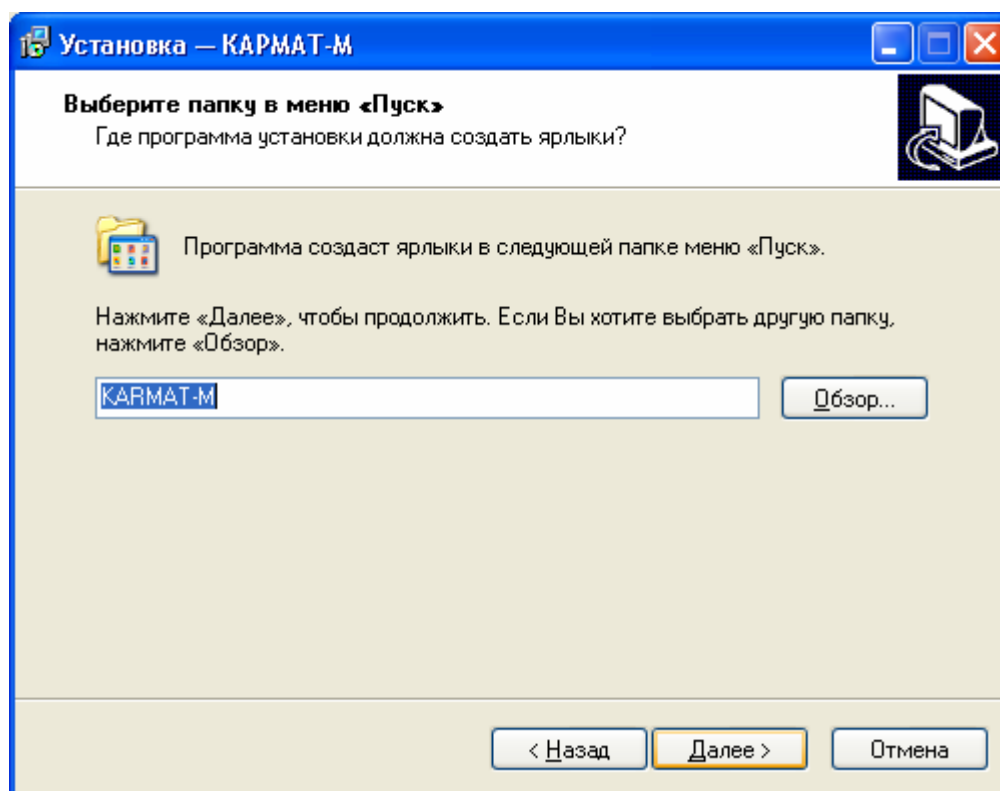 Установка — КАРМАТ-М
Выберите папку в меню «Пуск»
Где программа установки должна создать ярлыки?
Программа создаст ярлыки в следующей папке меню «Пуск».
Нажмите «Далее», чтобы продолжить. Если Вы хотите выбрать другую папку,
нажмите «Обзор».
KARMAT-M
Обзор...
< Назад
Далее >
Отмена